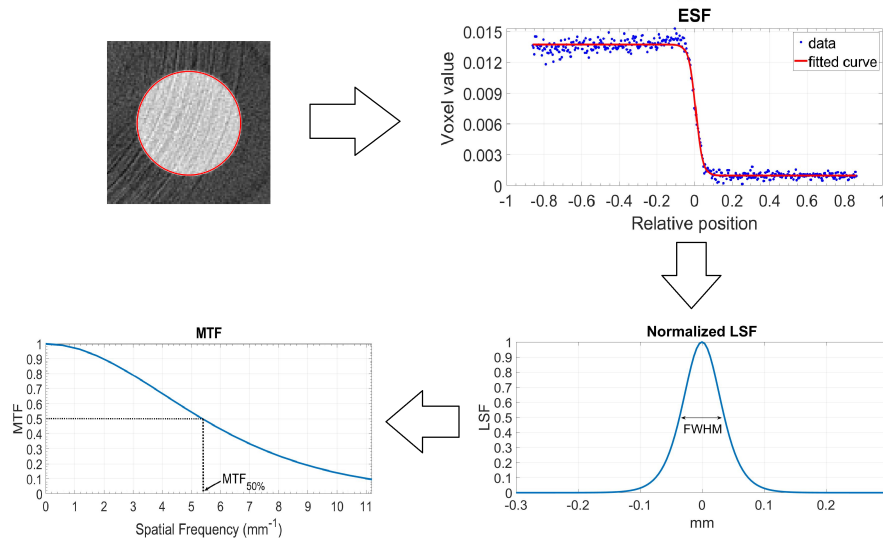 ESF
Voxel value
0.015
0.012
0.009
0.006
0.003
0
-1 -0.8 -0.6 -0.4 -0.2 0 0.2 0.4 0.6 0.8 1
Relative position
data
fitted curve
MTF
MTF
1
0.9
0.8
0.7
0.6
0.5
0.4
0.3
0.2
0.1
0
0 1 2 3 4 5 6 7 8 9 10 11
MTF50%
Spatial Frequency (mm-1)
Normalized LSF
LSF
1
0.9
0.8
0.7
0.6
0.5
0.4
0.3
0.2
0.1
0
FWHM
-0.3 -0.2 -0.1 0 0.1 0.2
mm